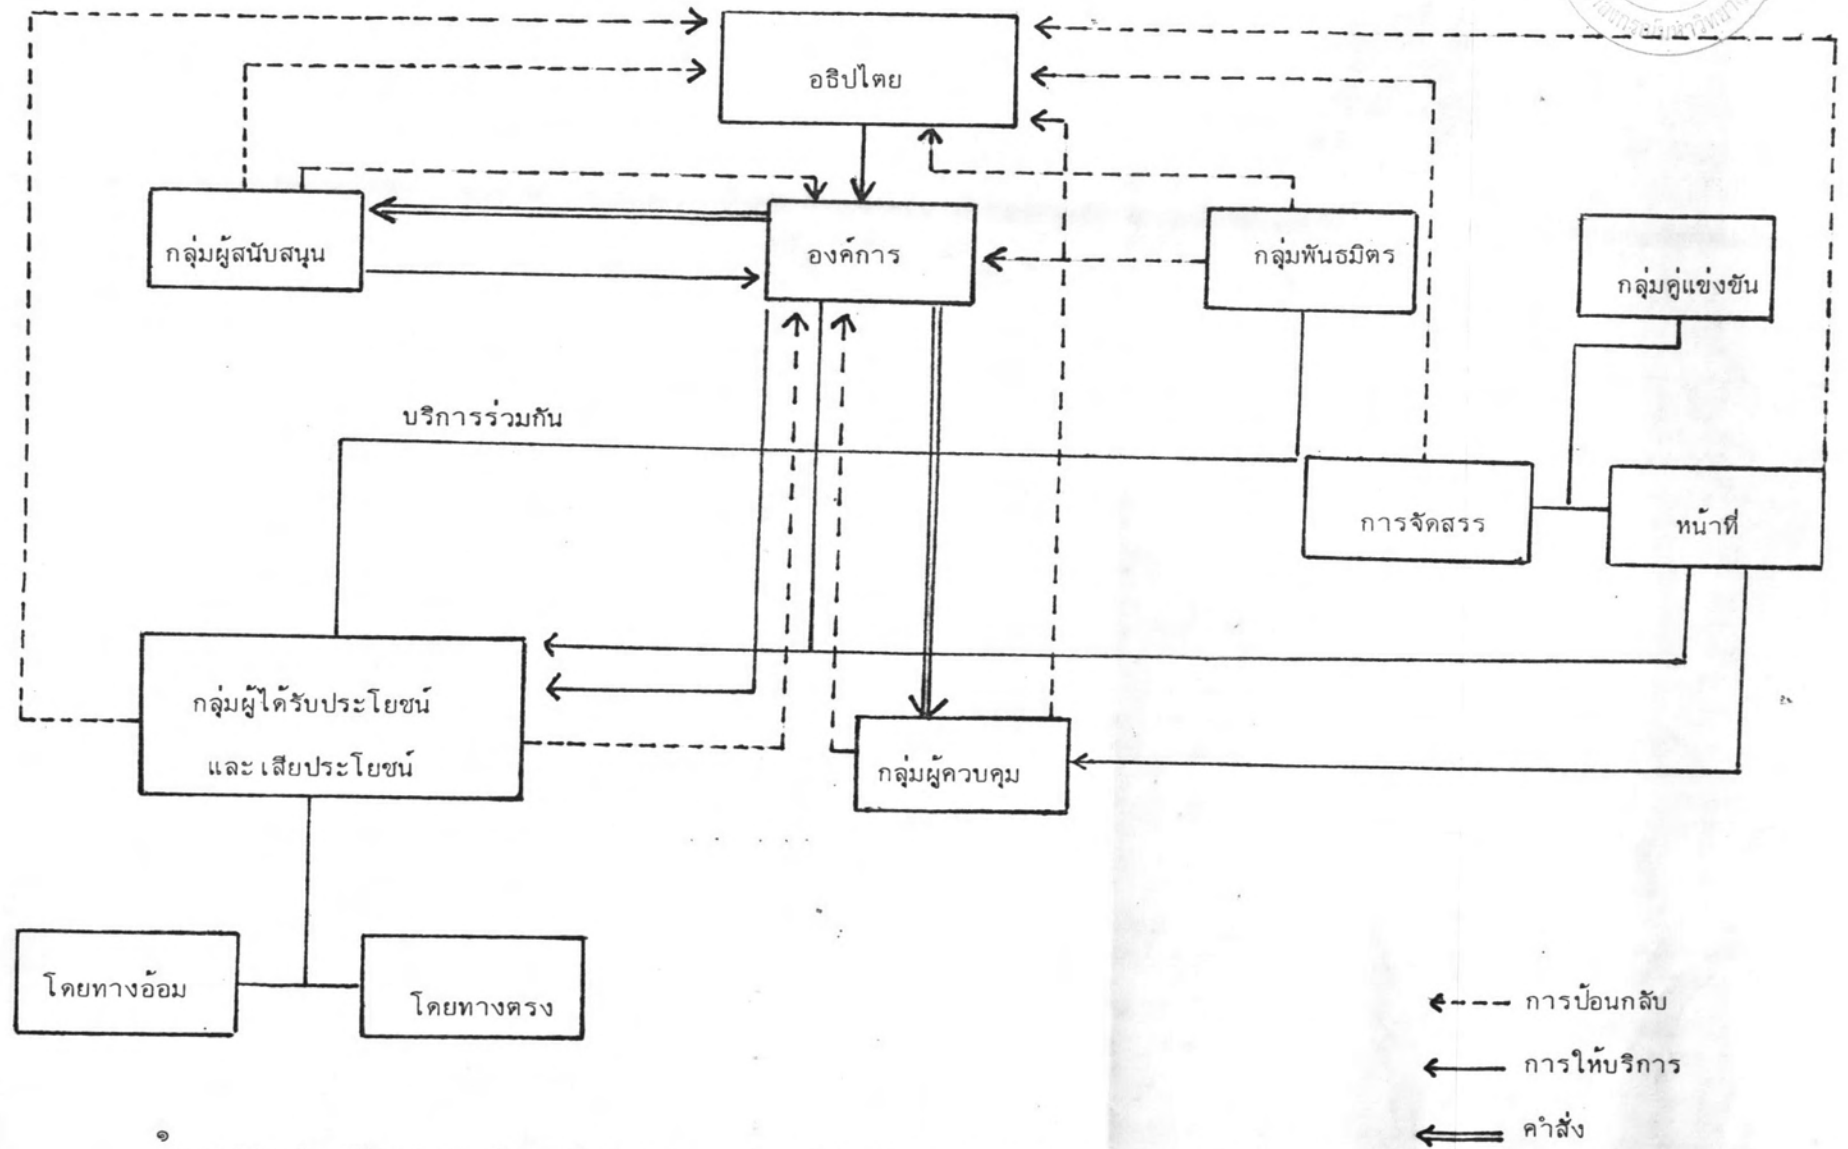 อธิปไตย
กลุ่มผู้สนับสนุน
องค์การ
กลุ่มพันธมิตร
กลุ่มคู่แข่งขัน
บริการร่วมกัน
การจัดสรร
หน้าที่
กลุ่มผู้ได้รับประโยชน์
และเสียประโยชน์
กลุ่มผู้ควบคุม
โดยทางอ้อม
โดยทางตรง
การป้อนกลับ
การให้บริการ
คำสั่ง
๑